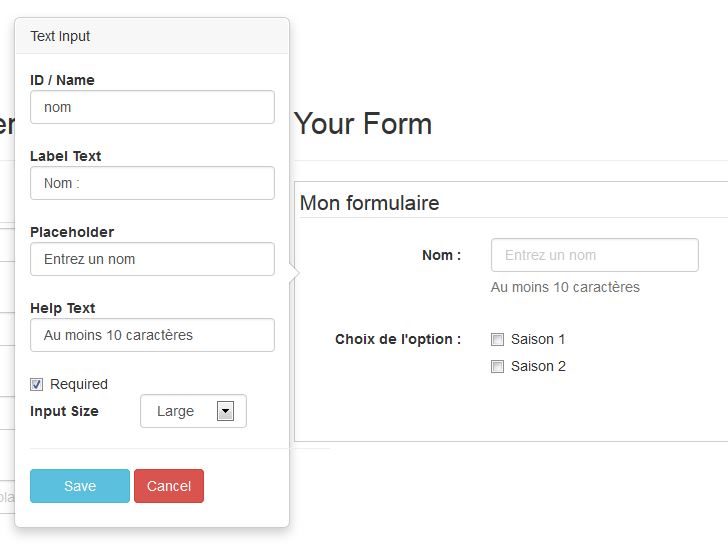 Text Input
ID / Name
nom
Label Text
Nom :
Placeholder
Entrez un nom
Help Text
Au moins 10 caractères
Required
Input Size
Large
Save
Cancel
Your Form
Mon formulaire
Nom :
Entrez un nom
Au moins 10 caractères
Choix de l'option :
Saison 1
Saison 2